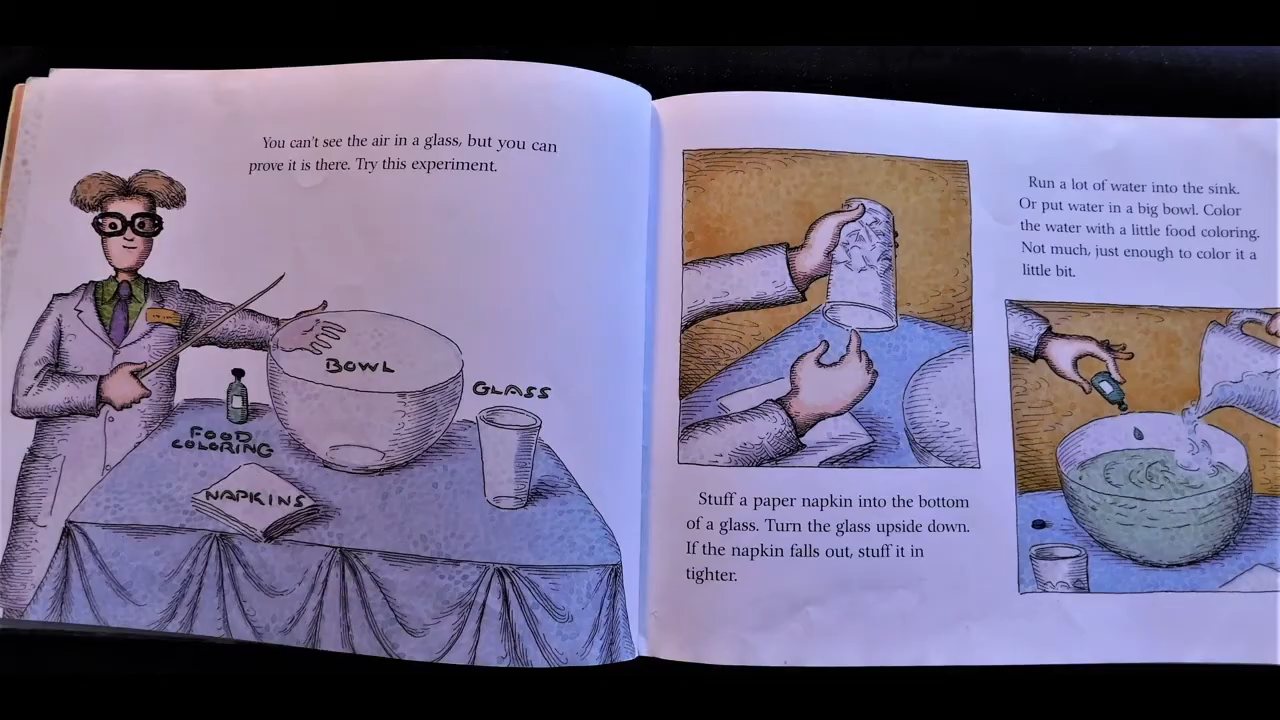 You can't see the air in a glass, but you can
prove it is there. Try this experiment.
BOWL
GLASS
FOOD
COLORING
NAPKINS
Stuff a paper napkin into the bottom
of a glass. Turn the glass upside down.
If the napkin falls out, stuff it in
tighter.
Run a lot of water into the sink.
Or put water in a big bowl. Color
the water with a little food coloring.
Not much, just enough to color it a
little bit.